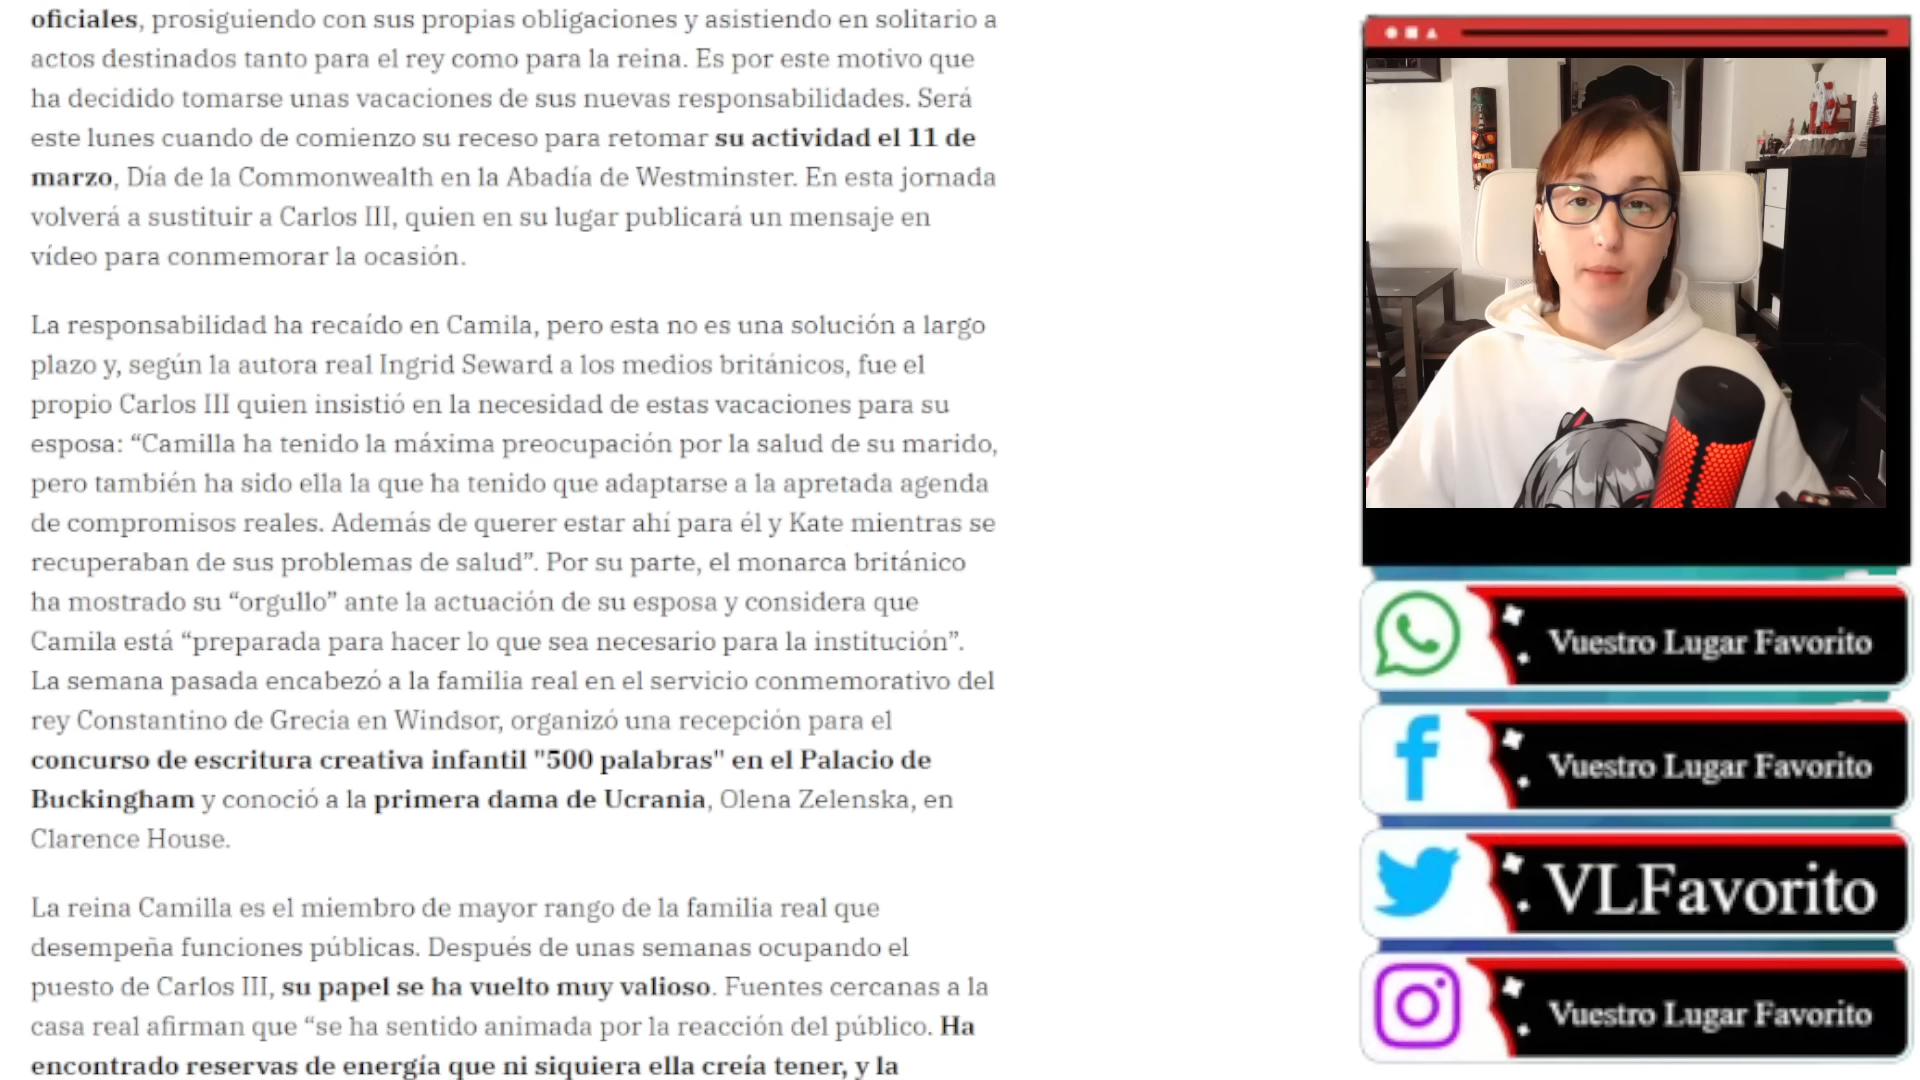 oficiales, prosiguiendo con sus propias obligaciones y asistiendo en solitario a
actos destinados tanto para el rey como para la reina. Es por este motivo que
ha decidido tomarse unas vacaciones de sus nuevas responsabilidades. Será
este lunes cuando de comienzo su receso para retomar su actividad el 11 de
marzo, Día de la Commonwealth en la Abadía de Westminster. En esta jornada
volverá a sustituir a Carlos III, quien en su lugar publicará un mensaje en
vídeo para conmemorar la ocasión.
La responsabilidad ha recaído en Camila, pero esta no es una solución a largo
plazo y, según la autora real Ingrid Seward a los medios británicos, fue el
propio Carlos III quien insistió en la necesidad de estas vacaciones para su
esposa: “Camilla ha tenido la máxima preocupación por la salud de su marido,
pero también ha sido ella la que ha tenido que adaptarse a la apretada agenda
de compromisos reales. Además de querer estar ahí para él y Kate mientras se
recuperaban de sus problemas de salud”. Por su parte, el monarca británico
ha mostrado su “orgullo” ante la actuación de su esposa y considera que
Camila está “preparada para hacer lo que sea necesario para la institución”.
La semana pasada encabezó a la familia real en el servicio conmemorativo del
rey Constantino de Grecia en Windsor, organizó una recepción para el
concurso de escritura creativa infantil "500 palabras" en el Palacio de
Buckingham y conoció a la primera dama de Ucrania, Olena Zelenska, en
Clarence House.
La reina Camilla es el miembro de mayor rango de la familia real que
desempeña funciones públicas. Después de unas semanas ocupando el
puesto de Carlos III, su papel se ha vuelto muy valioso. Fuentes cercanas a la
casa real afirman que “se ha sentido animada por la reacción del público. Ha
encontrado reservas de energía que ni siquiera ella creía tener, y la
Vuestro Lugar Favorito
Vuestro Lugar Favorito
VLFavorito
Vuestro Lugar Favorito